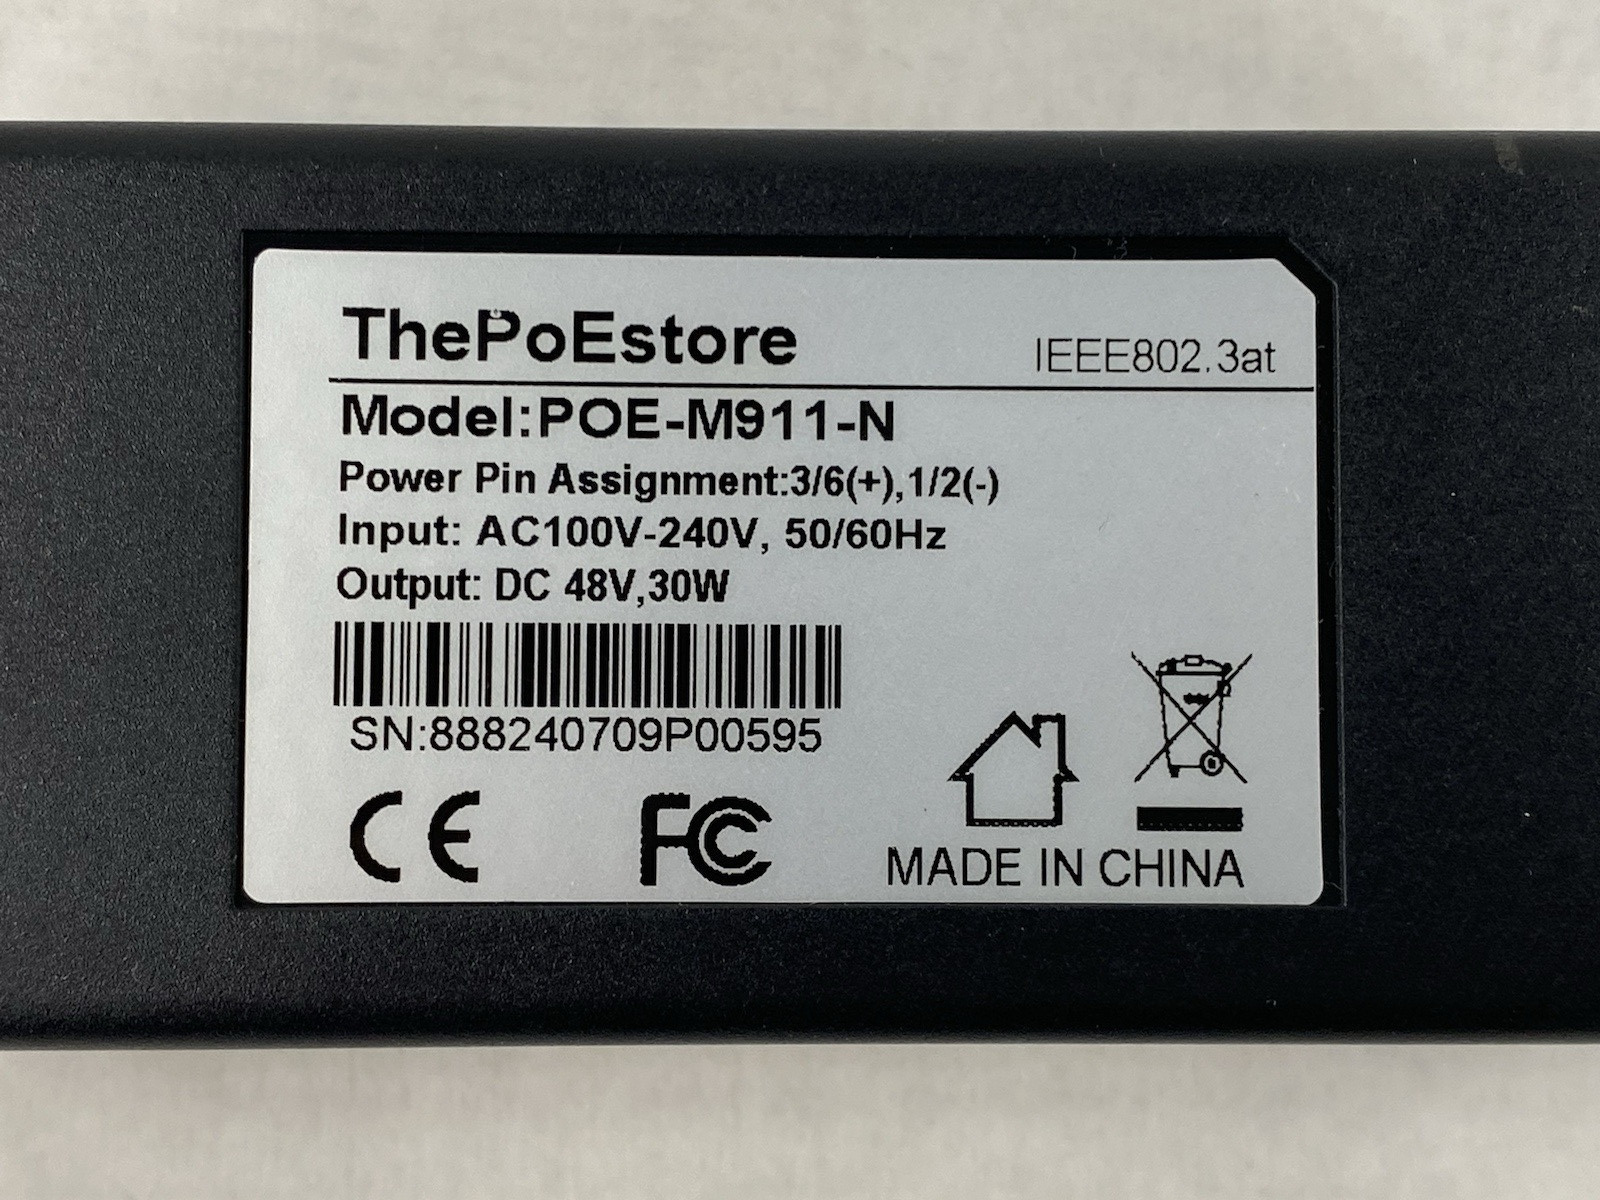 ThePoEstore
IEEE802.3at
Model:POE-M911-N
Power Pin Assignment:3/6(+),1/2(-)
Input: AC100V-240V, 50/60Hz
Output: DC 48V,30W
SN:888240709P00595
CE FC
MADE IN CHINA